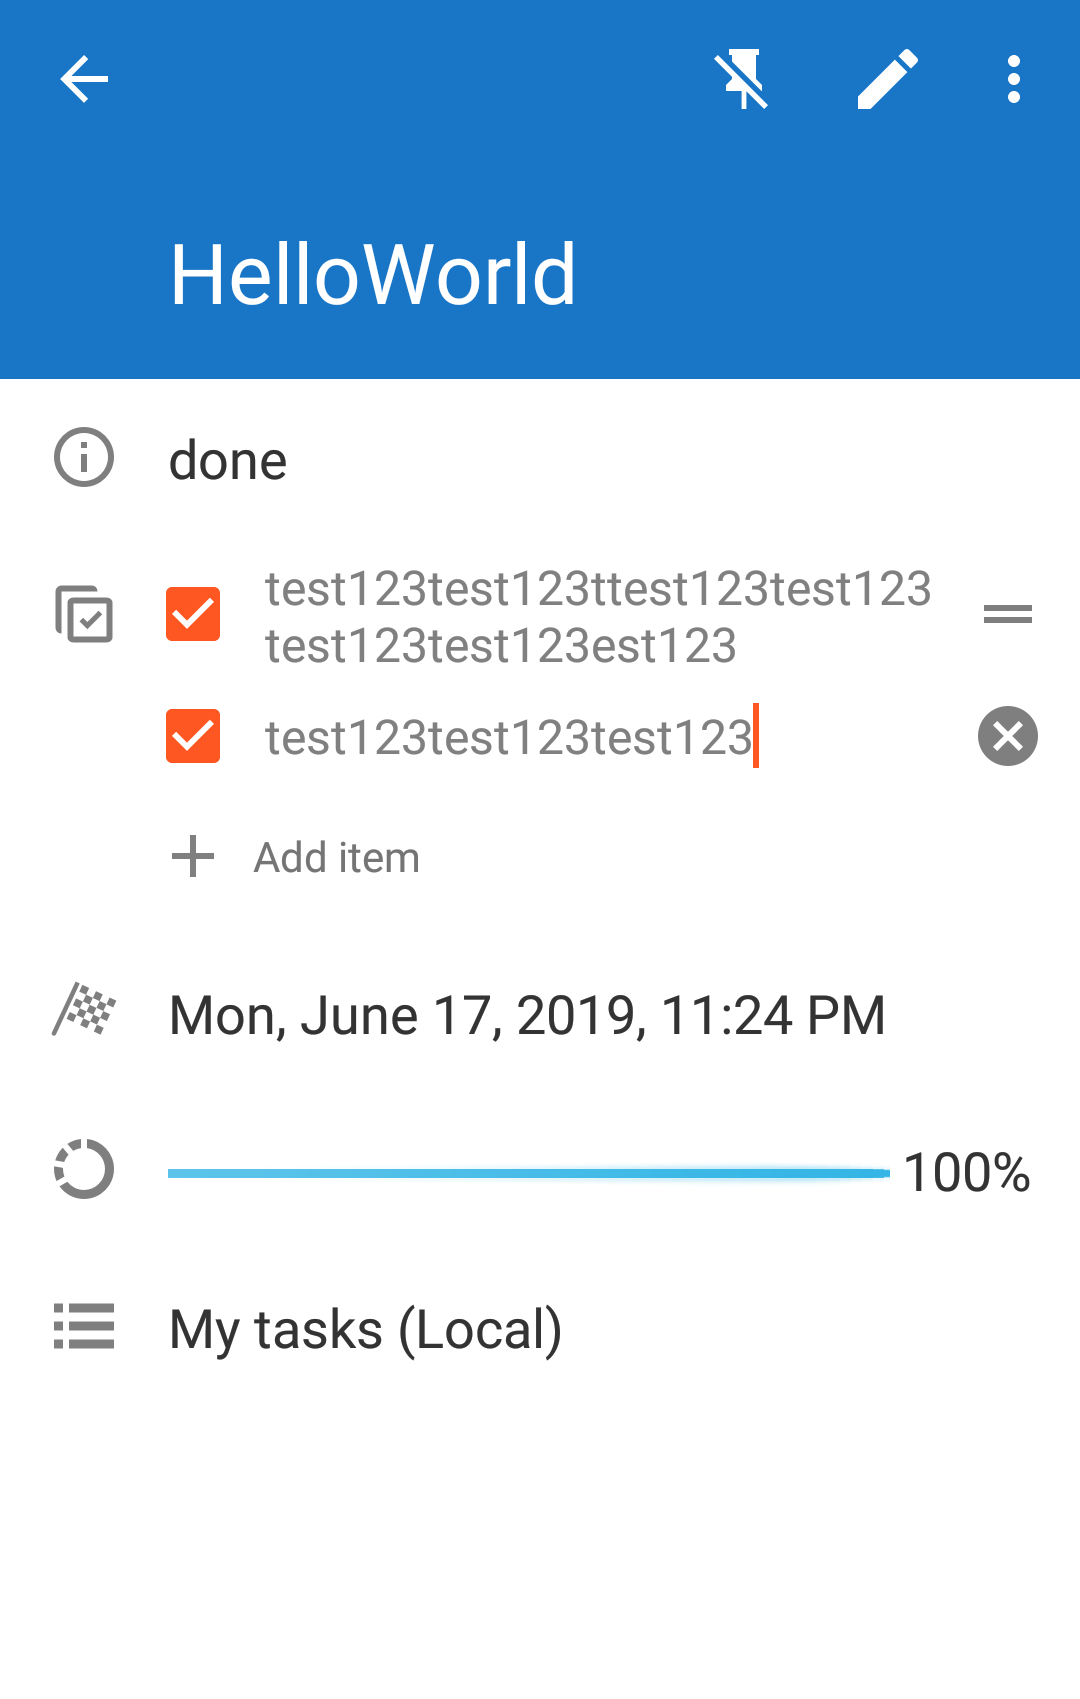 HelloWorld
done
test123test123ttest123test123
test123test123est123
test123test123test123
Add item
Mon, June 17, 2019, 11:24 PM
100%
My tasks (Local)